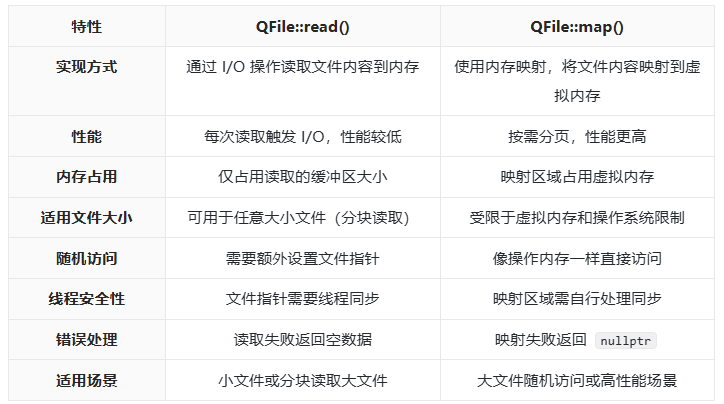 特性 QFile::read() QFile::map()
实现方式 通过 I/O 操作读取文件内容到内存 使用内存映射，将文件内容映射到虚
拟内存
性能 每次读取触发 I/O，性能较低 按需分页，性能更高
内存占用 仅占用读取的缓冲区大小 映射区域占用虚拟内存
适用文件大小 可用于任意大小文件（分块读取） 受限于虚拟内存和操作系统限制
随机访问 需要额外设置文件指针 像操作内存一样直接访问
线程安全性 文件指针需要线程同步 映射区域需自行处理同步
错误处理 读取失败返回空数据 映射失败返回 nullptr
适用场景 小文件或分块读取大文件 大文件随机访问或高性能场景